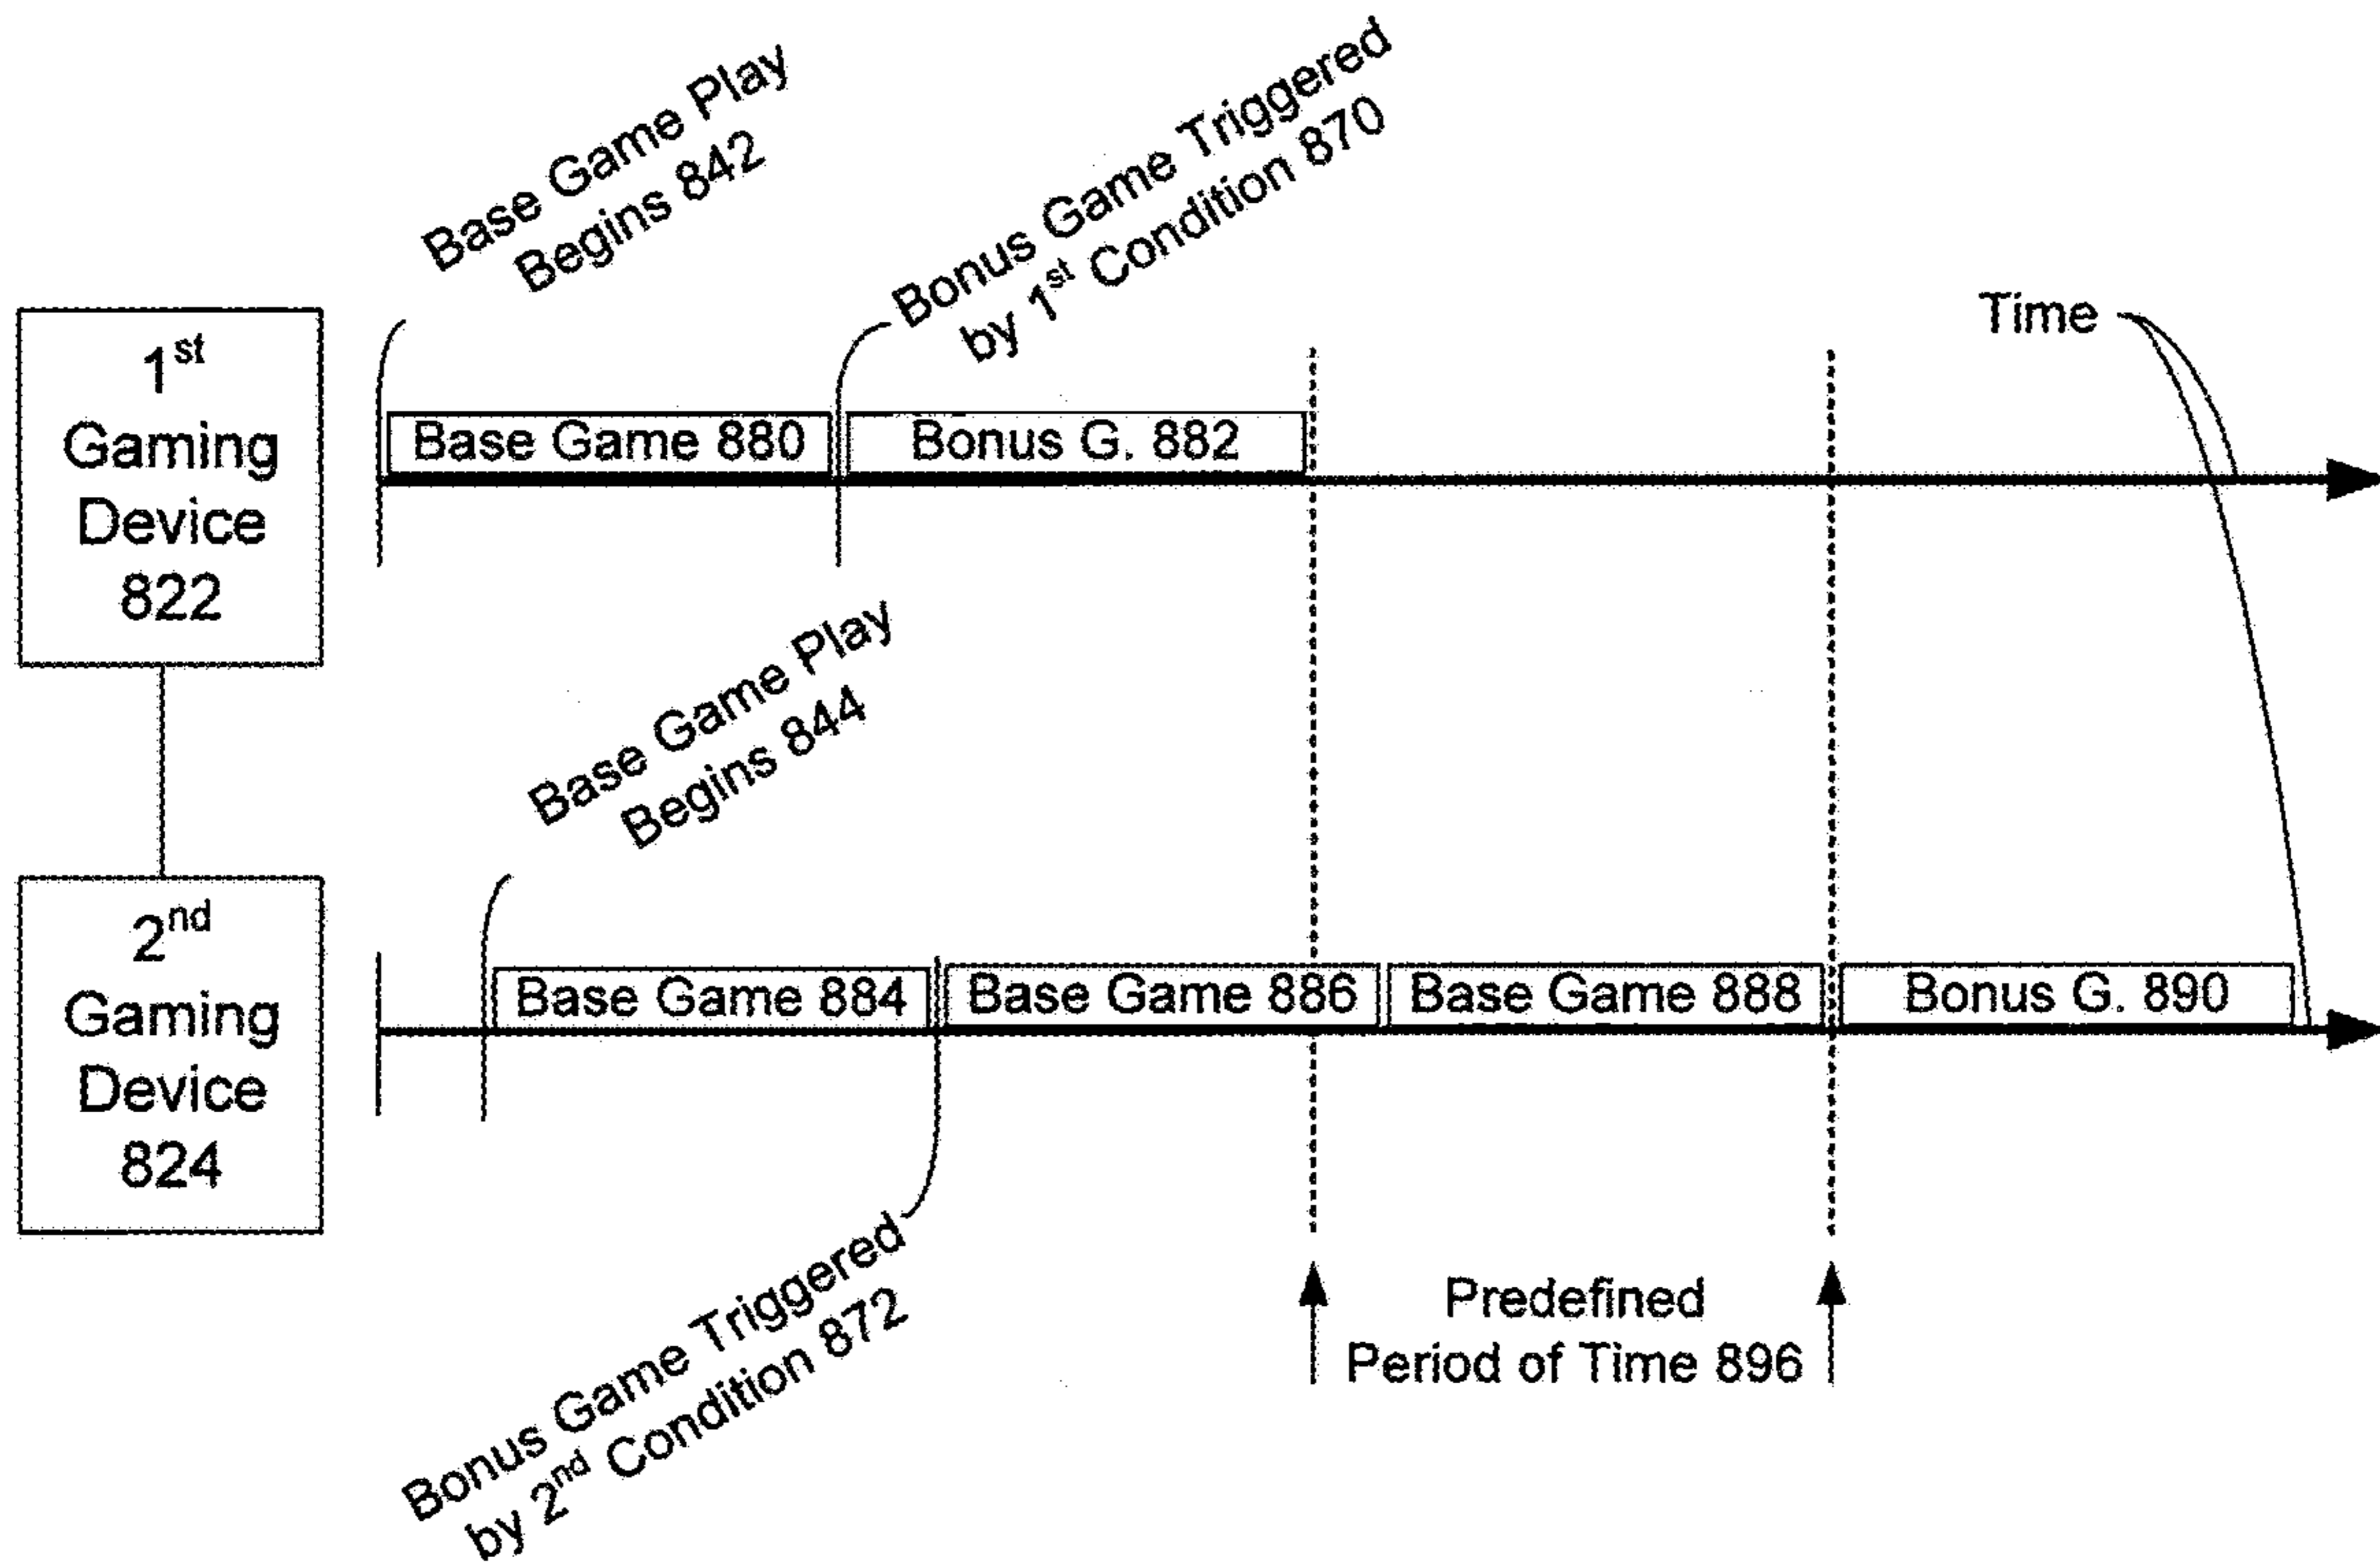 Base Game Play
Begins 842
Bonus Game Triggered
by 1st Condition 870
Time
1st
Gaming
Device
822
Base Game 880
Bonus G. 882
Base Game Play
Begins 844
2nd
Gaming
Device
824
Base Game 884
Base Game 886
Base Game 888
Bonus G. 890
Bonus Game Triggered
by 2nd Condition 872
Predefined
Period of Time 896